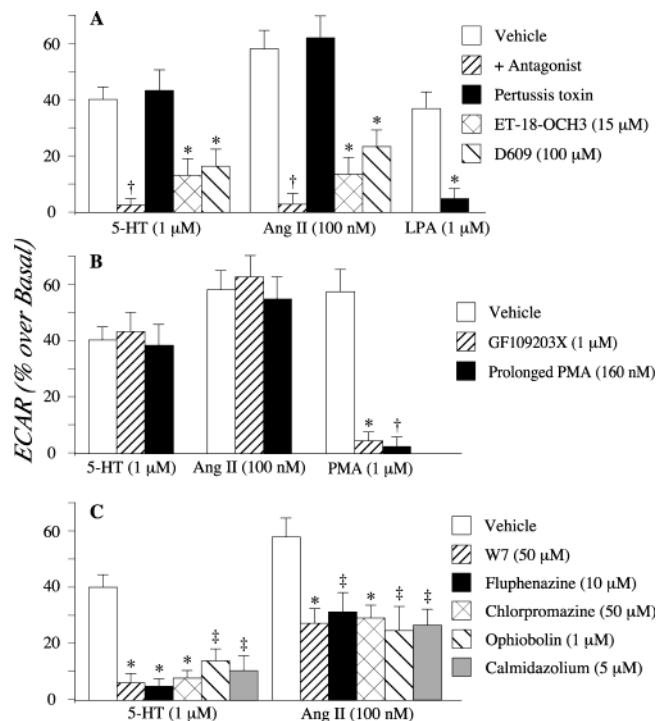 A
60
40
20
0
† * * † * * *
Vehicle
+ Antagonist
Pertussis toxin
ET-18-OCH3 (15 μM)
D609 (100 μM)
5-HT (1 μM) Ang II (100 nM) LPA (1 μM)
ECAR (% over Basal)
B
60
40
20
0
* †
Vehicle
GF109203X (1 μM)
Prolonged PMA (160 nM)
5-HT (1 μM) Ang II (100 nM) PMA (1 μM)
C
60
40
20
0
* * * ‡ ‡ * ‡ * ‡ ‡
Vehicle
W7 (50 μM)
Fluphenazine (10 μM)
Chlorpromazine (50 μM)
Ophiobolin (1 μM)
Calmidazolium (5 μM)
5-HT (1 μM) Ang II (100 nM)